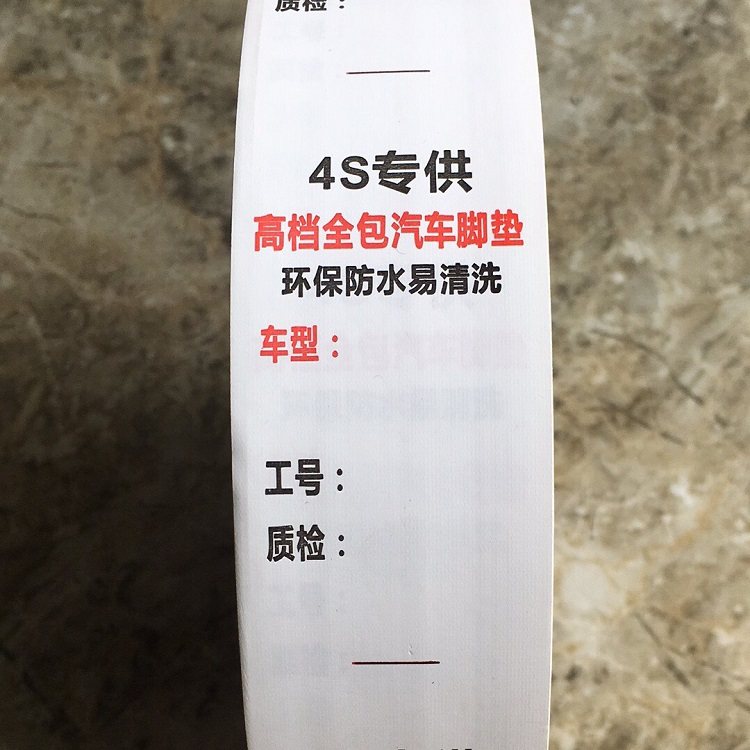 质检：
4S专供
高档全包汽车脚垫
环保防水易清洗
车型：
工号：
质检：